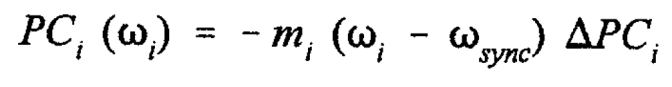 PC_i (ω_i) = - m_i (ω_i - ω_sync) ΔPC_i